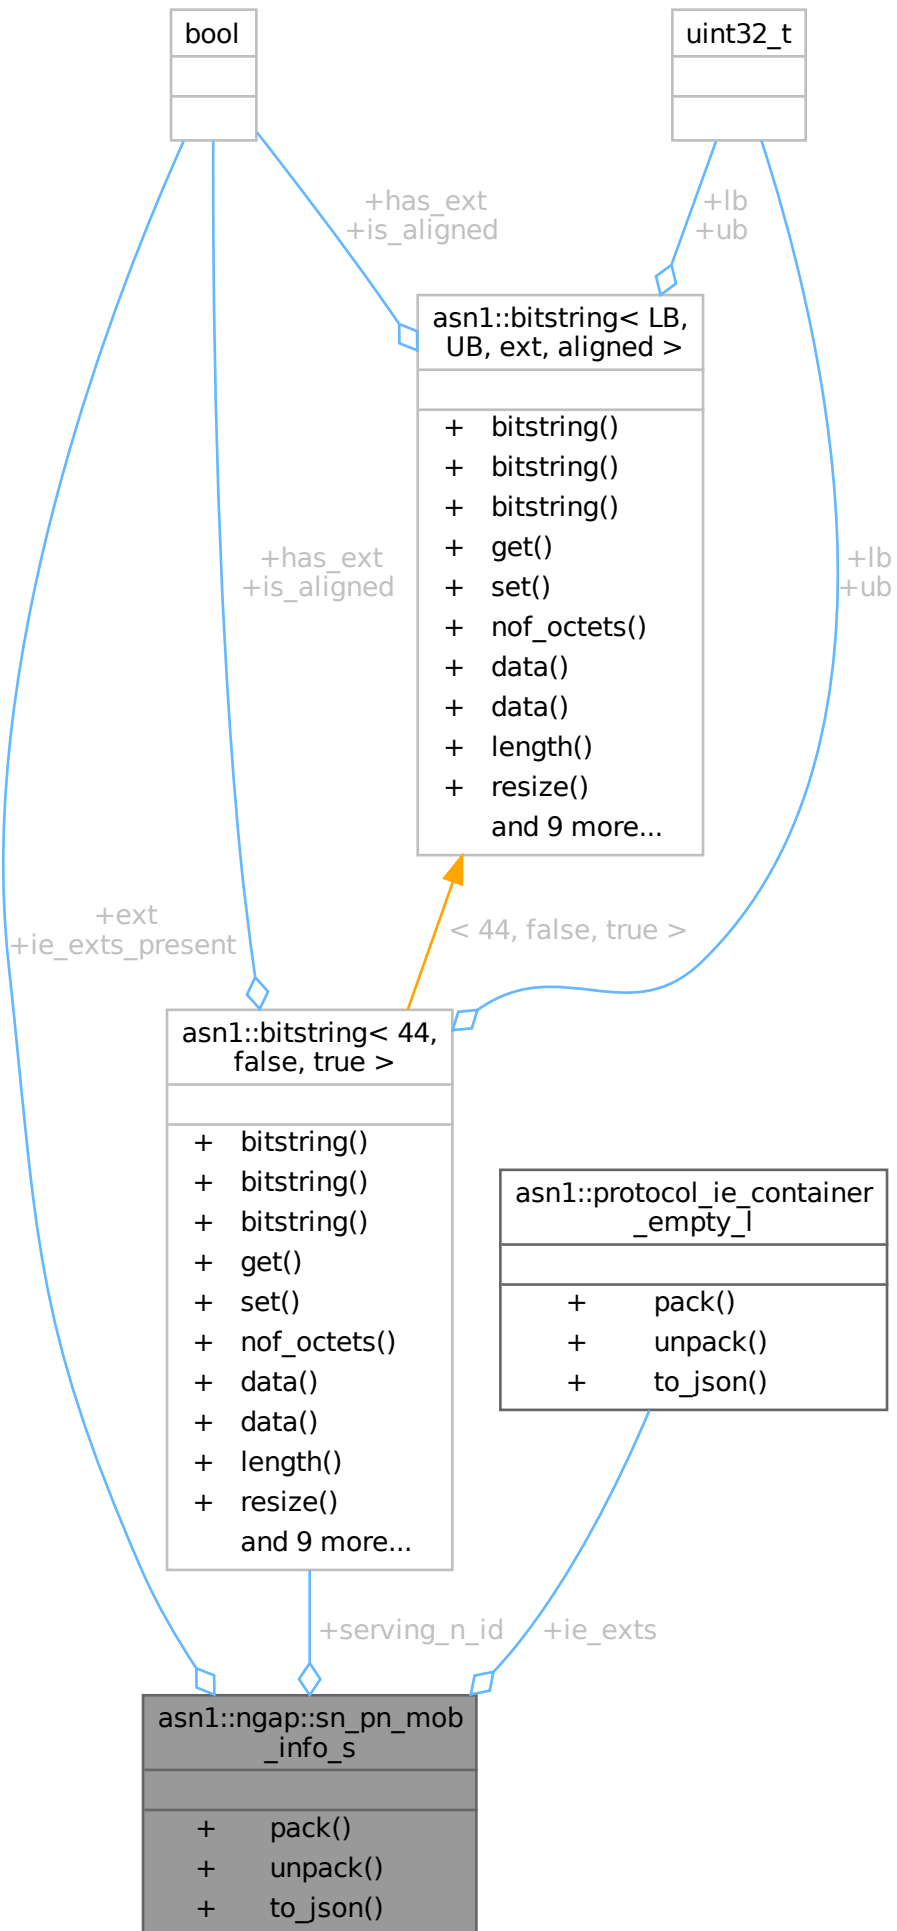 bool
uint32_t
+has_ext
+is_aligned
+lb
+ub
asn1::bitstring< LB,
UB, ext, aligned >
+ bitstring()
+ bitstring()
+ bitstring()
+ get()
+ set()
+ nof_octets()
+ data()
+ data()
+ length()
+ resize()
and 9 more...
+has_ext
+is_aligned
+lb
+ub
+ext
+ie_exts_present
< 44, false, true >
asn1::bitstring< 44,
false, true >
+ bitstring()
+ bitstring()
+ bitstring()
+ get()
+ set()
+ nof_octets()
+ data()
+ data()
+ length()
+ resize()
and 9 more...
asn1::protocol_ie_container
_empty_l
+ pack()
+ unpack()
+ to_json()
+serving_n_id
+ie_exts
asn1::ngap::sn_pn_mob
_info_s
+ pack()
+ unpack()
+ to_json()